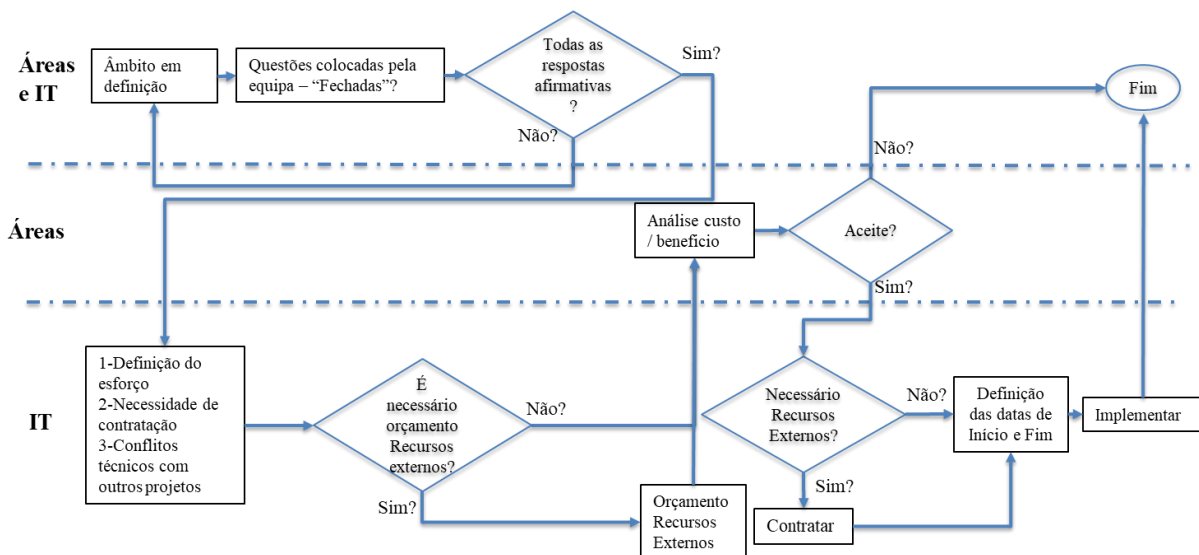 Áreas
e IT
Âmbito em
definição
Questões colocadas pela
equipa – “Fechadas”?
Todas as
respostas
afirmativas
?
Sim?
Não?
Fim
Não?
Áreas
Análise custo
/ benefício
Aceite?
Sim?
IT
1-Definição do
esforço
2-Necessidade de
contratação
3-Conflitos
técnicos com
outros projetos
É
necessário
orçamento
Recursos
externos?
Não?
Sim?
Orçamento
Recursos
Externos
Necessário
Recursos
Externos?
Não?
Sim?
Contratar
Definição
das datas de
Início e Fim
Implementar